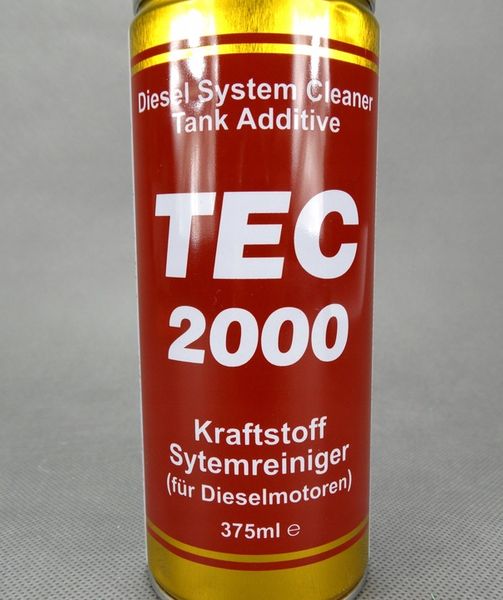 Diesel System Cleaner
Tank Additive
TEC
2000
Kraftstoff
Sytemreiniger
(für Dieselmotoren)
375ml ℮